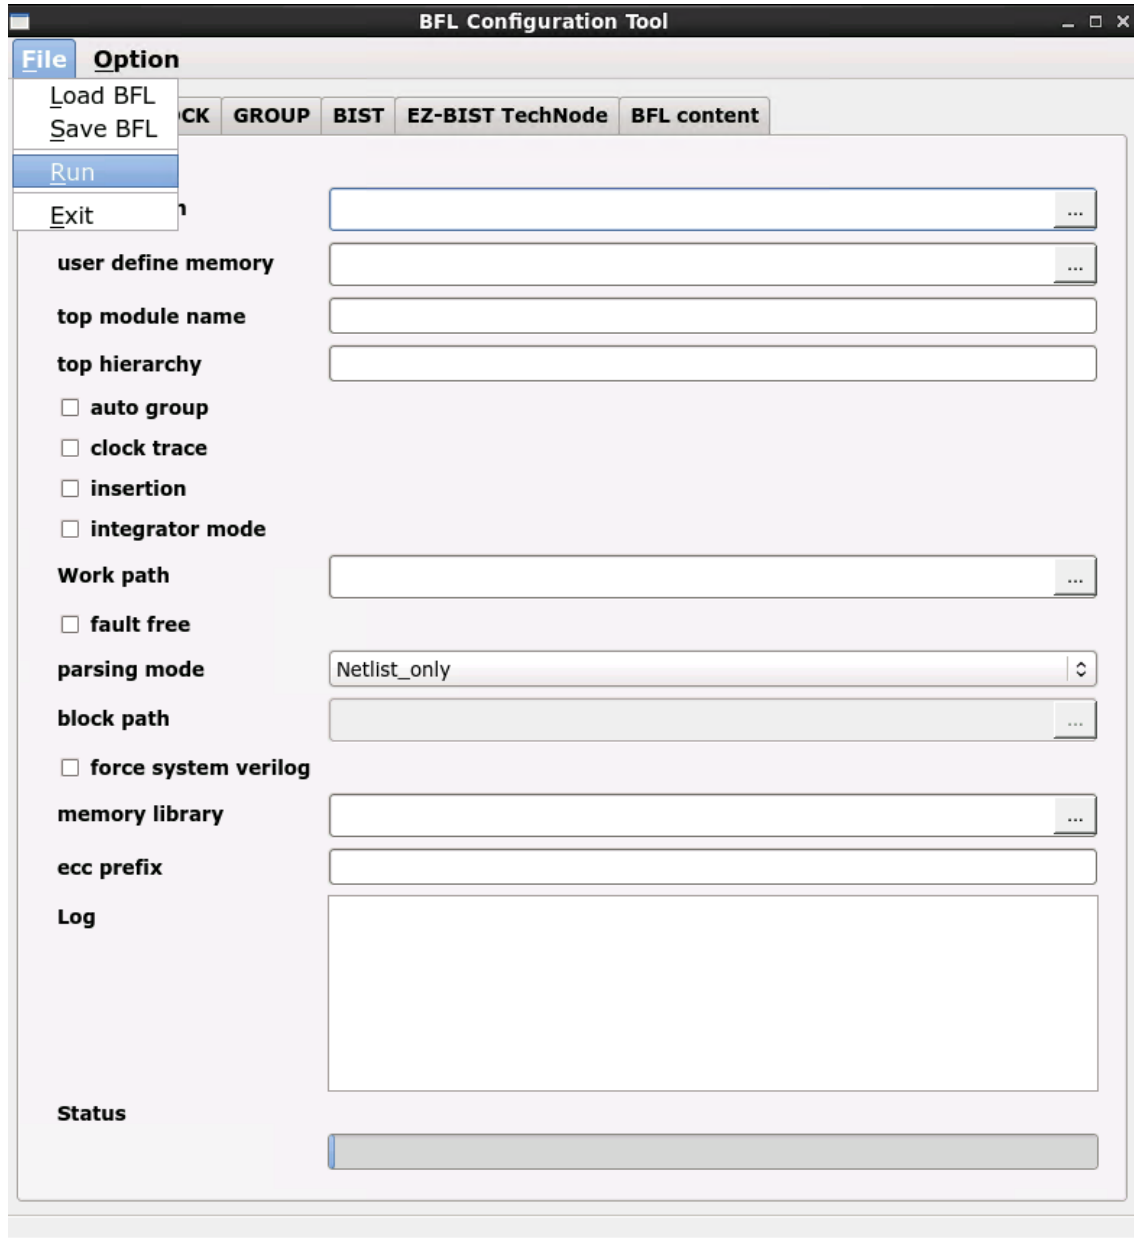 BFL Configuration Tool
File Option
Load BFL
Save BFL
Run
Exit
CK GROUP BIST EZ-BIST TechNode BFL content
...
user define memory ...
top module name
top hierarchy
auto group
clock trace
insertion
integrator mode
Work path ...
fault free
parsing mode Netlist_only
block path ...
force system verilog
memory library ...
ecc prefix
Log
Status